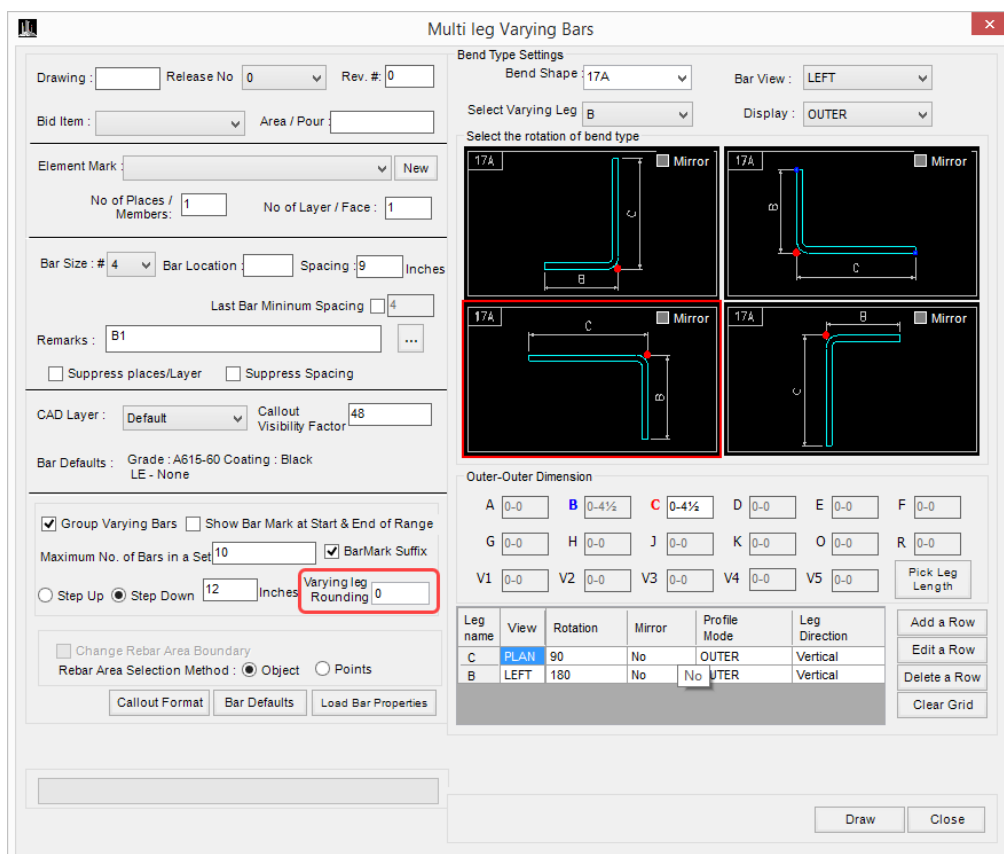 Multi leg Varying Bars
Drawing : Release No 0 Rev. #: 0
Bid Item : Area / Pour :
Element Mark : New
No of Places / Members: 1 No of Layer / Face : 1
Bar Size : # 4 Bar Location : Spacing : 9 Inches
Last Bar Mininum Spacing 4
Remarks : B1 ...
Suppress places/Layer Suppress Spacing
CAD Layer : Default Callout Visibility Factor 48
Bar Defaults : Grade : A615-60 Coating : Black
LE - None
Group Varying Bars Show Bar Mark at Start & End of Range
Maximum No. of Bars in a Set 10 BarMark Suffix
Step Up Step Down 12 Inches Varying leg Rounding 0
Change Rebar Area Boundary
Rebar Area Selection Method : Object Points
Callout Format Bar Defaults Load Bar Properties
Bend Type Settings
Bend Shape : 17A Bar View : LEFT
Select Varying Leg B Display : OUTER
Select the rotation of bend type
17A Mirror
C
B
17A Mirror
B
C
17A Mirror
C
B
17A Mirror
B
C
Outer-Outer Dimension
A 0-0 B 0-4½ C 0-4½ D 0-0 E 0-0 F 0-0
G 0-0 H 0-0 J 0-0 K 0-0 O 0-0 R 0-0
V1 0-0 V2 0-0 V3 0-0 V4 0-0 V5 0-0 Pick Leg Length
Leg name View Rotation Mirror Profile Mode Leg Direction
C PLAN 90 No OUTER Vertical
B LEFT 180 No UTER Vertical
No
Add a Row
Edit a Row
Delete a Row
Clear Grid
Draw Close